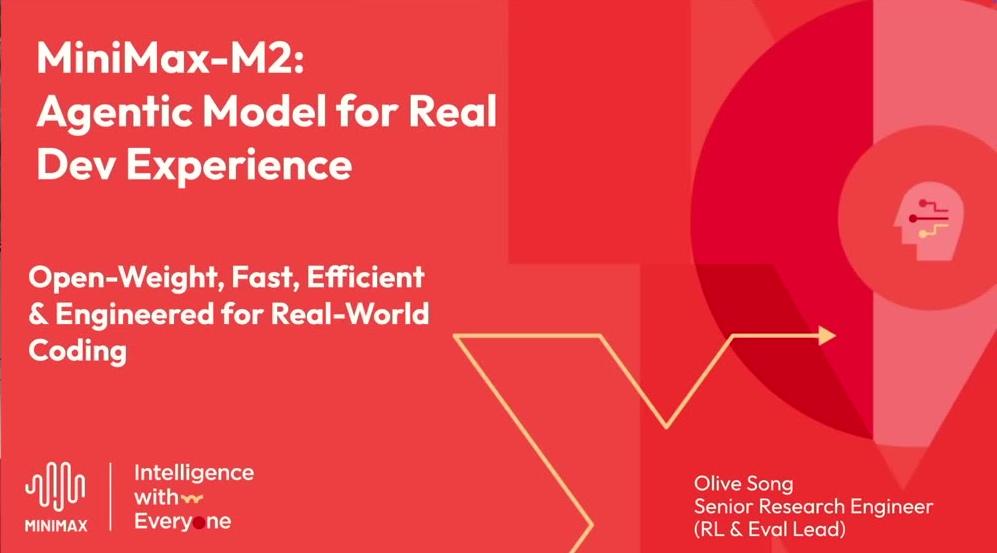 MiniMax-M2:
Agentic Model for Real
Dev Experience
Open-Weight, Fast, Efficient
& Engineered for Real-World
Coding
MINIMAX
Intelligence
with
Everyone
Olive Song
Senior Research Engineer
(RL & Eval Lead)